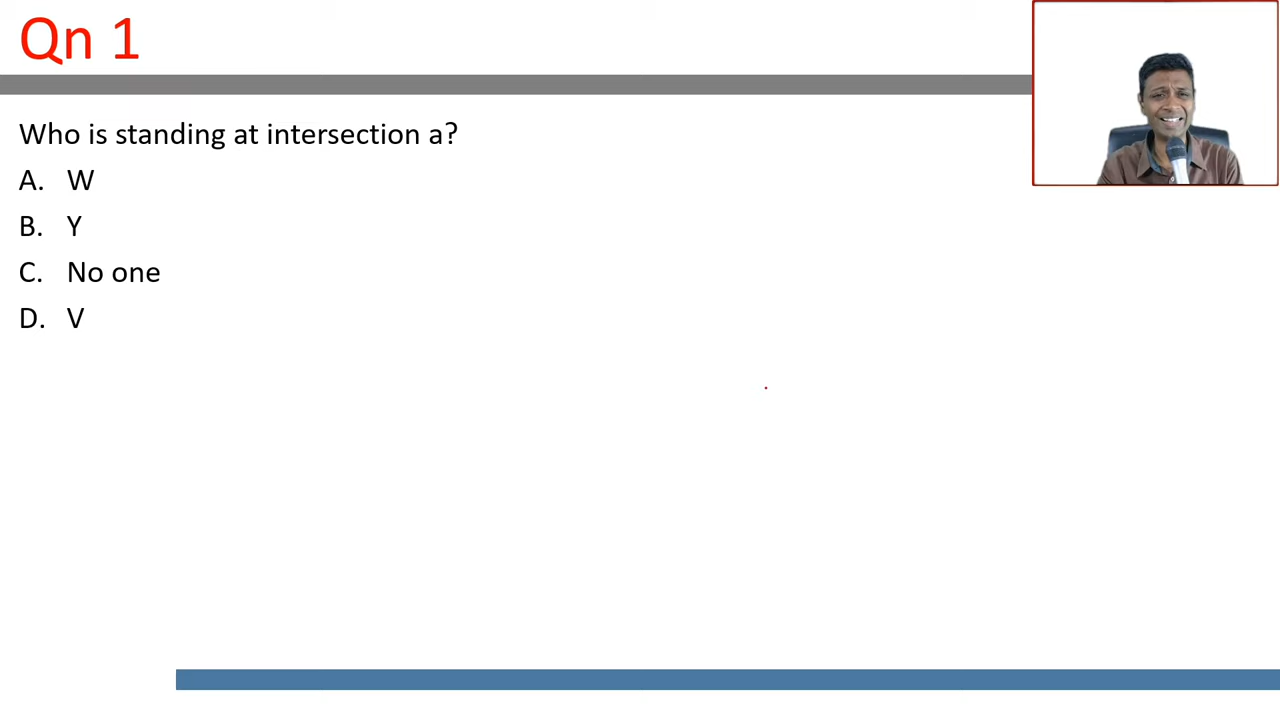 Qn 1
Who is standing at intersection a?
A. W
B. Y
C. No one
D. V